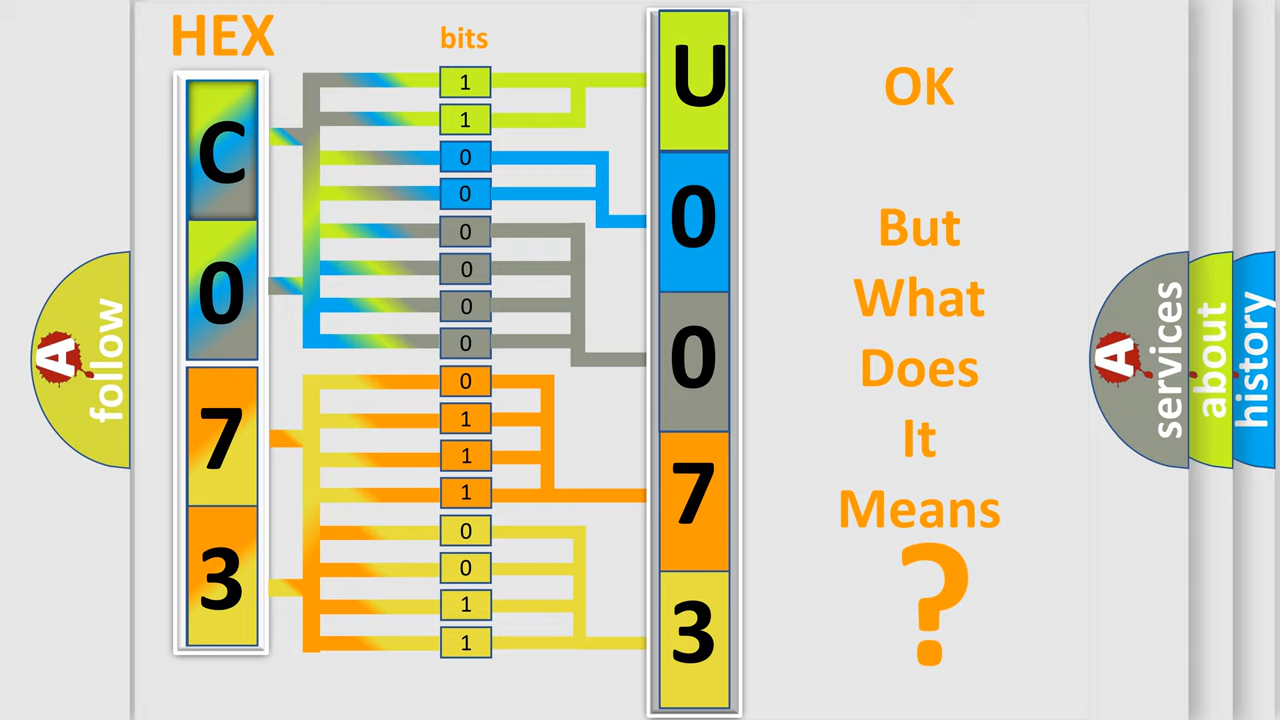 HEX
bits
C
0
7
3
1
1
0
0
0
0
0
0
0
1
1
1
0
0
1
1
U
0
0
7
3
OK
But
What
Does
It
Means
?
A
follow
A
services
about
history